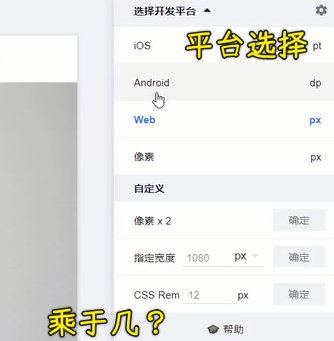 选择开发平台
iOS pt
平台选择
Android dp
Web px
像素 px
自定义
像素 x 2 确定
指定宽度 1080 px 确定
CSS Rem 12 px 确定
乘于几？
帮助